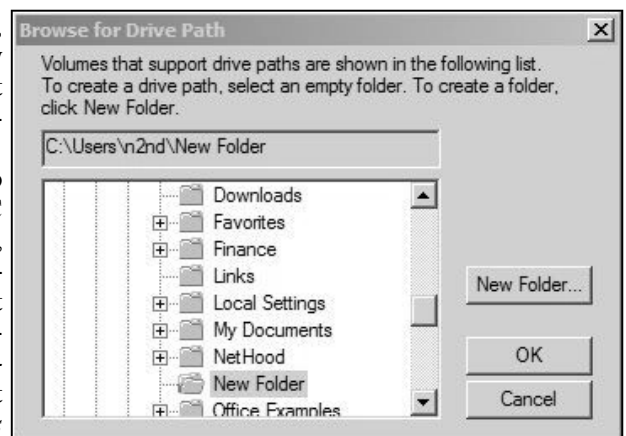 Browse for Drive Path
Volumes that support drive paths are shown in the following list.
To create a drive path, select an empty folder. To create a folder,
click New Folder.
C:\Users\n2nd\New Folder
Downloads
Favorites
Finance
Links
Local Settings
My Documents
NetHood
New Folder
Office Examples
New Folder...
OK
Cancel